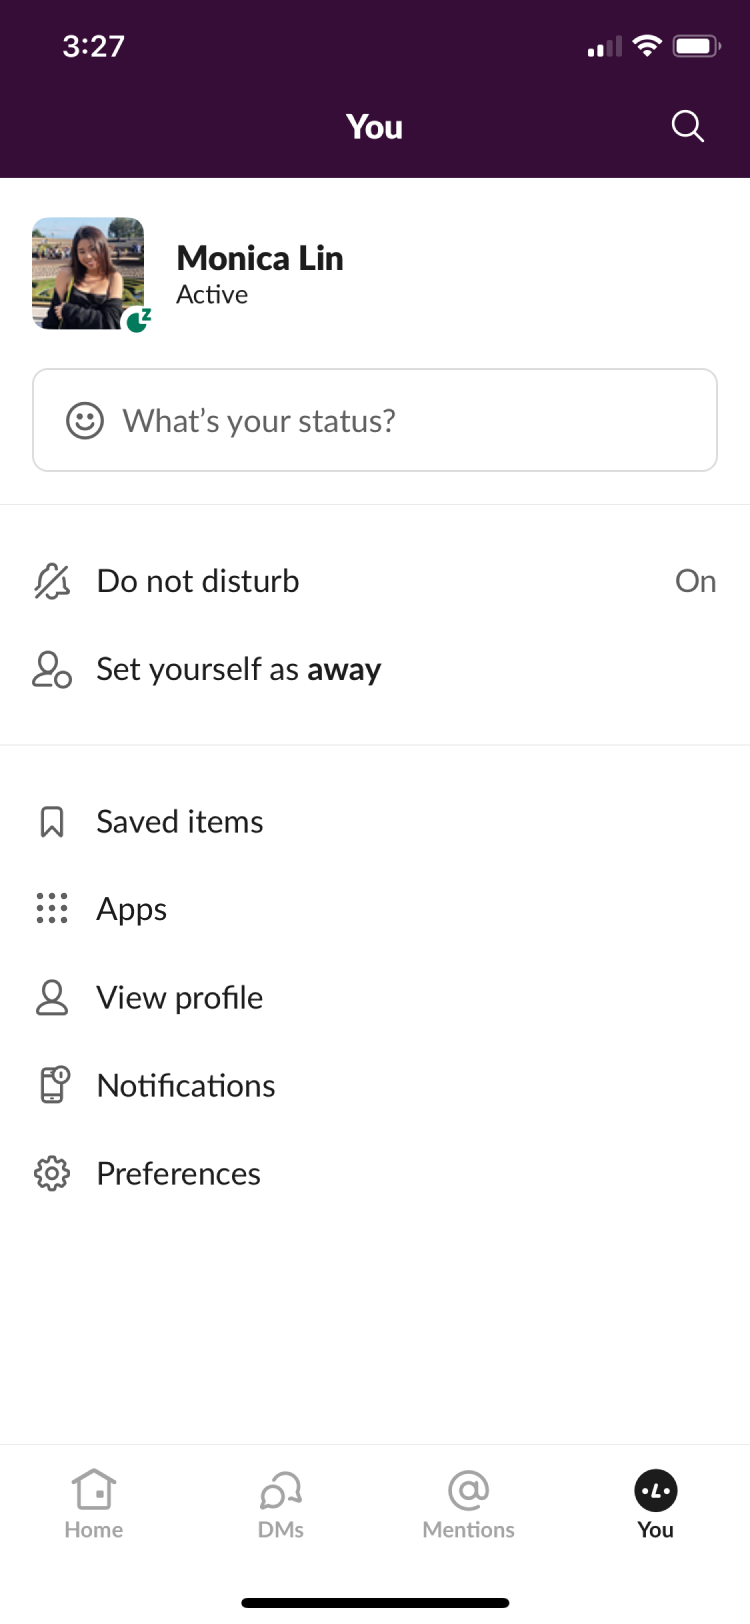 3:27
You
Monica Lin
Active
What’s your status?
Do not disturb On
Set yourself as away
Saved items
Apps
View profile
Notifications
Preferences
Home DMs Mentions You